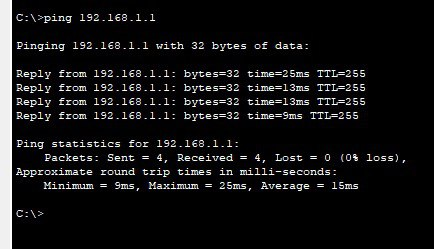 C:\>ping 192.168.1.1
Pinging 192.168.1.1 with 32 bytes of data:
Reply from 192.168.1.1: bytes=32 time=25ms TTL=255
Reply from 192.168.1.1: bytes=32 time=13ms TTL=255
Reply from 192.168.1.1: bytes=32 time=13ms TTL=255
Reply from 192.168.1.1: bytes=32 time=9ms TTL=255
Ping statistics for 192.168.1.1:
    Packets: Sent = 4, Received = 4, Lost = 0 (0% loss),
Approximate round trip times in milli-seconds:
    Minimum = 9ms, Maximum = 25ms, Average = 15ms
C:\>